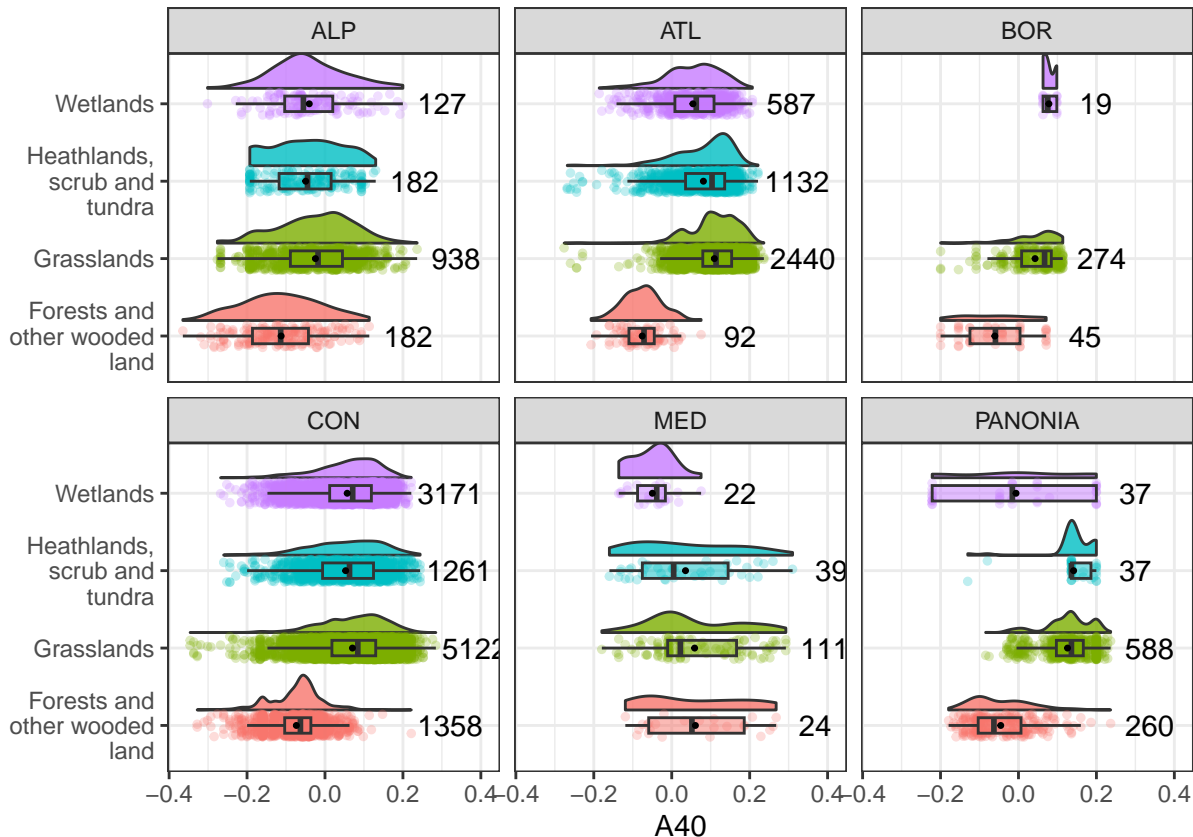 ALP
ATL
BOR
Wetlands
127
587
19
Heathlands,
scrub and
tundra
182
1132
Grasslands
938
2440
274
Forests and
other wooded
land
182
92
45
CON
MED
PANONIA
Wetlands
3171
22
37
Heathlands,
scrub and
tundra
1261
39
37
Grasslands
5122
111
588
Forests and
other wooded
land
1358
24
260
−0.4 −0.2 0.0 0.2 0.4
−0.4 −0.2 0.0 0.2 0.4
−0.4 −0.2 0.0 0.2 0.4
A40